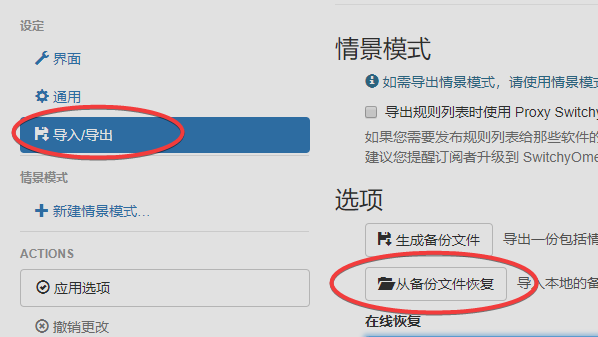 设定
界面
通用
导入/导出
情景模式
新建情景模式…
ACTIONS
应用选项
撤销更改
情景模式
如需导出情景模式，请使用情景模式
导出规则列表时使用 Proxy Switchy
如果您需要发布规则列表给那些软件的
建议您提醒订阅者升级到 SwitchyOme
选项
生成备份文件
导出一份包括情
从备份文件恢复
导入本地的备
在线恢复